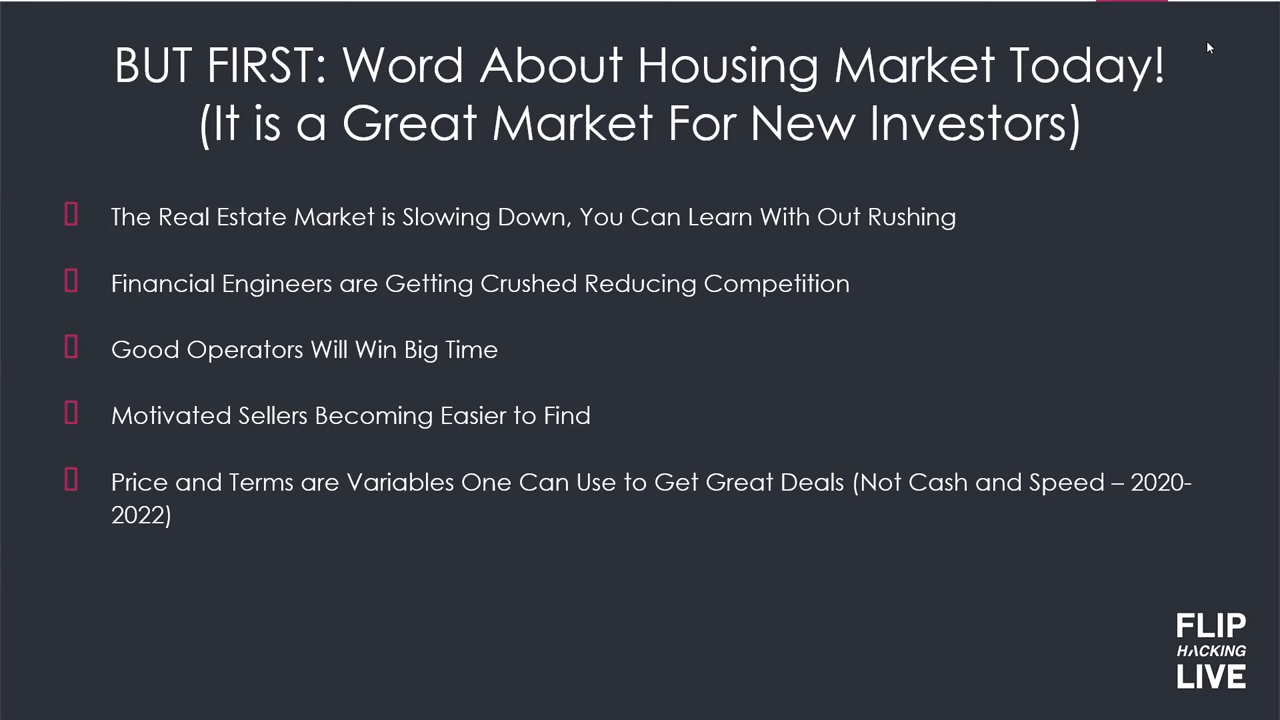 BUT FIRST: Word About Housing Market Today!
(It is a Great Market For New Investors)
The Real Estate Market is Slowing Down, You Can Learn With Out Rushing
Financial Engineers are Getting Crushed Reducing Competition
Good Operators Will Win Big Time
Motivated Sellers Becoming Easier to Find
Price and Terms are Variables One Can Use to Get Great Deals (Not Cash and Speed – 2020-
2022)
FLIP
HACKING
LIVE